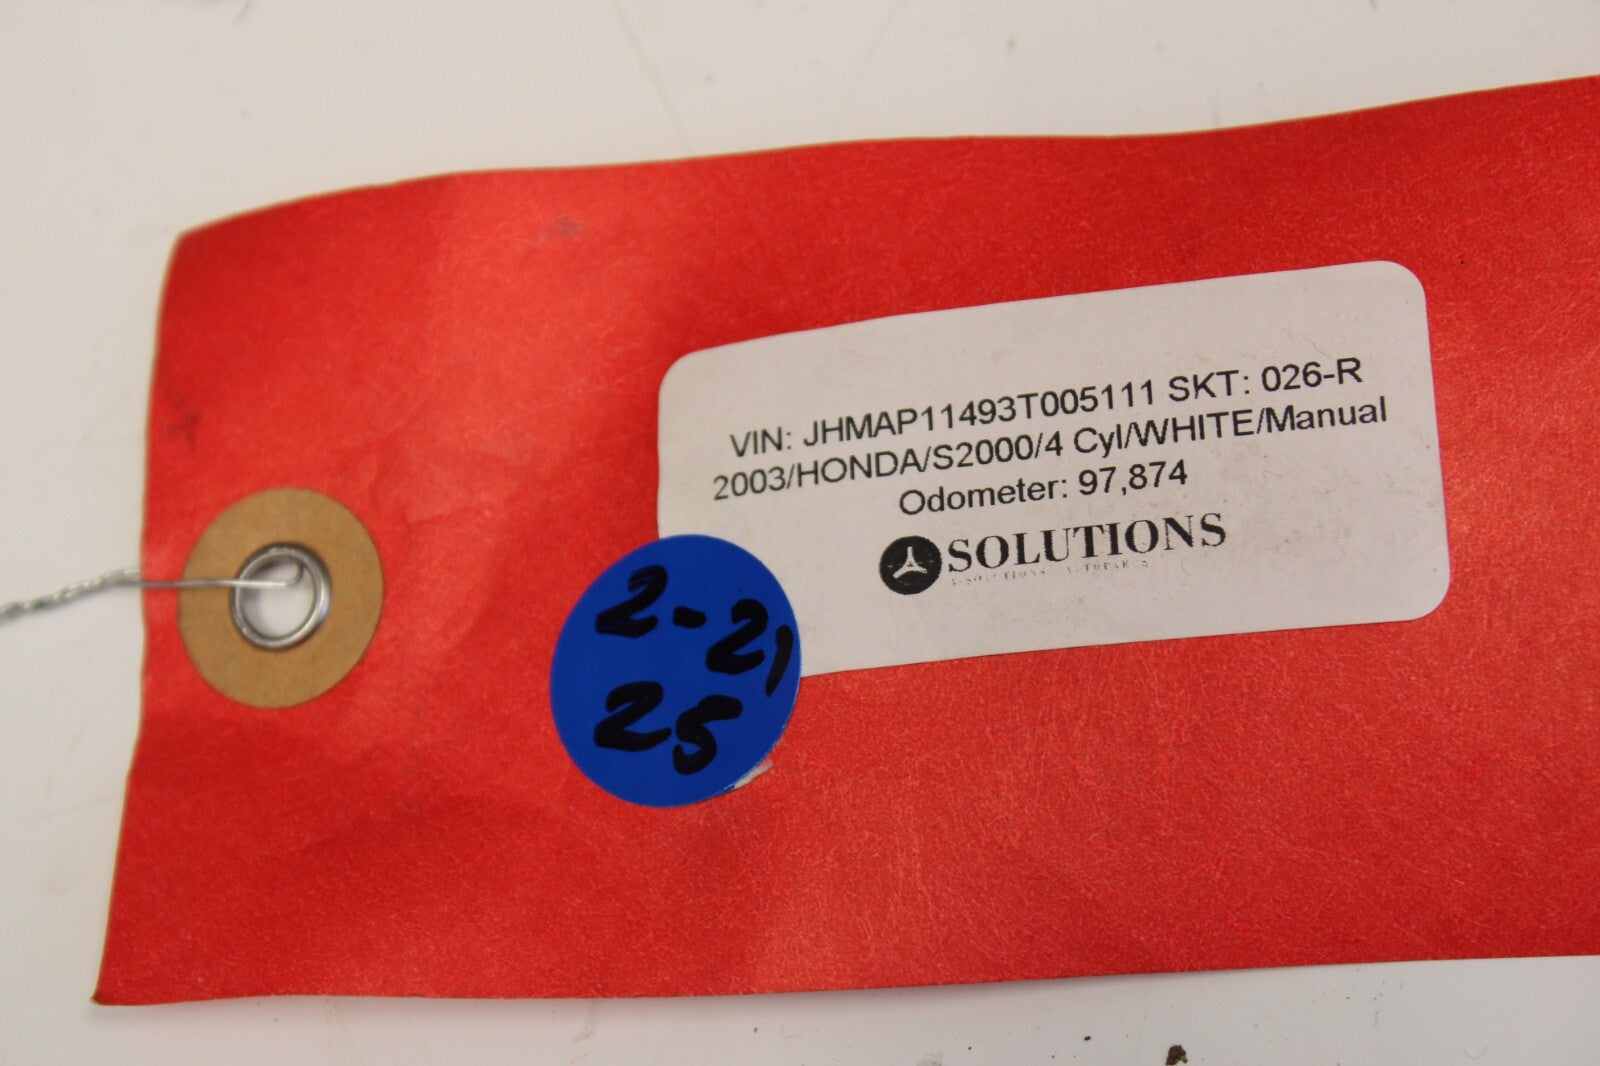 VIN: JHMAP11493T005111 SKT: 026-R
2003/HONDA/S2000/4 Cyl/WHITE/Manual
Odometer: 97,874
SOLUTIONS
2-21
25